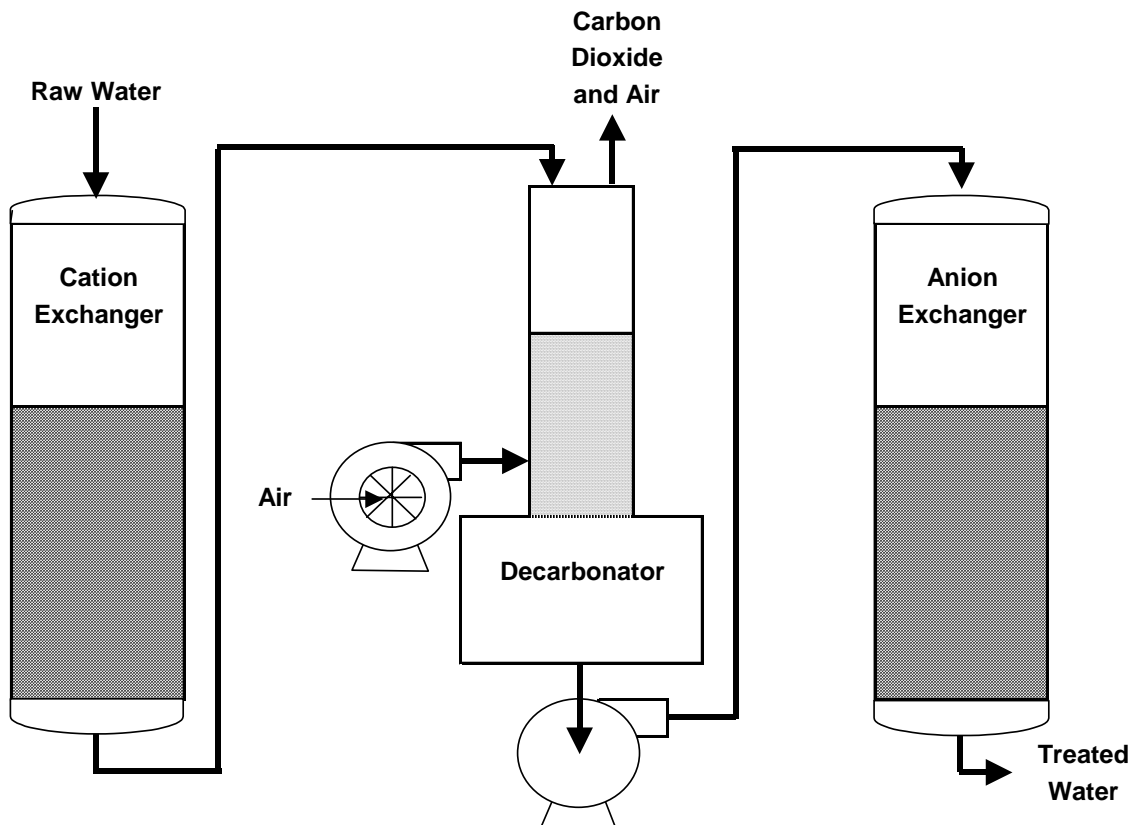 Carbon
Dioxide
and Air
Raw Water
Cation
Exchanger
Anion
Exchanger
Air
Decarbonator
Treated
Water